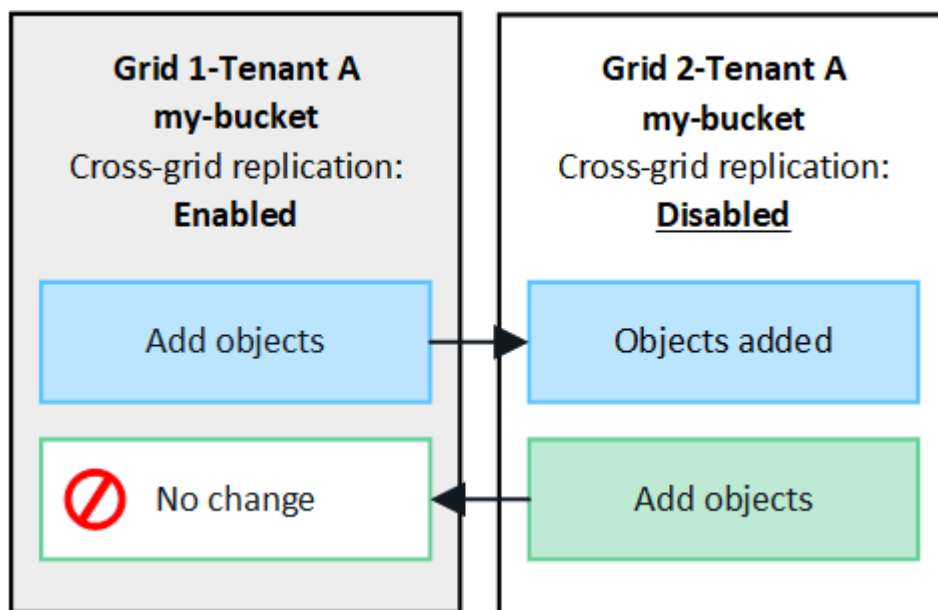 Grid 1-Tenant A
my-bucket
Cross-grid replication:
Enabled
Add objects
No change
Grid 2-Tenant A
my-bucket
Cross-grid replication:
Disabled
Objects added
Add objects